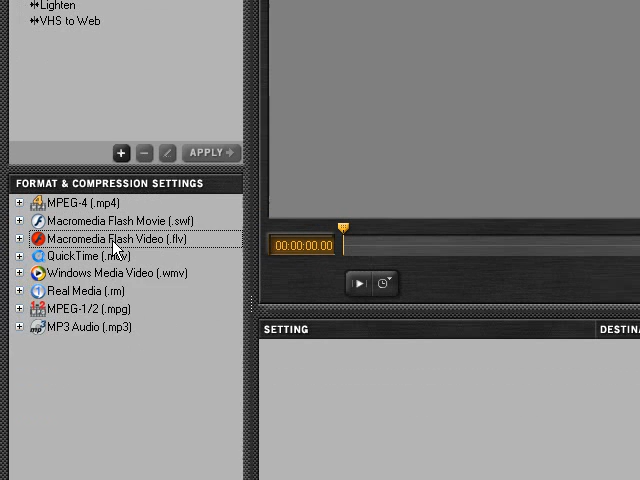 Lighten
VHS to Web
APPLY
FORMAT & COMPRESSION SETTINGS
MPEG-4 (.mp4)
Macromedia Flash Movie (.swf)
Macromedia Flash Video (.flv)
QuickTime (.mov)
Windows Media Video (.wmv)
Real Media (.rm)
MPEG-1/2 (.mpg)
MP3 Audio (.mp3)
00:00:00.00
SETTING
DESTINA